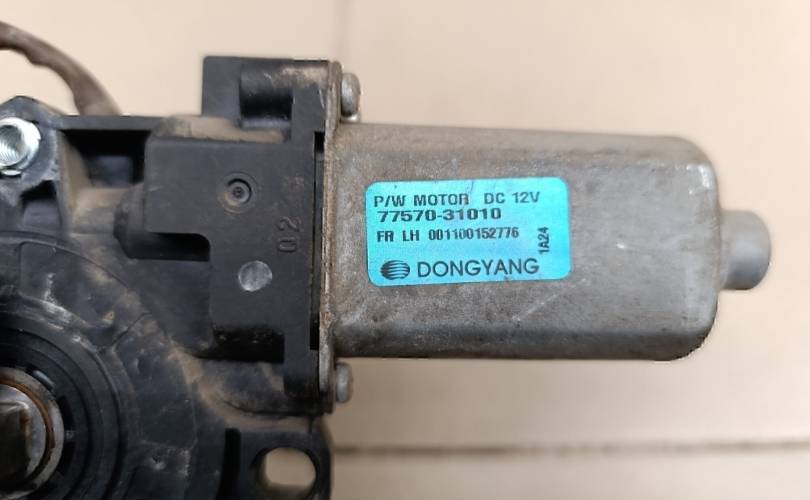 02
P/W MOTOR DC 12V
77570-31010
FR LH 001100152776
1A24
DONGYANG